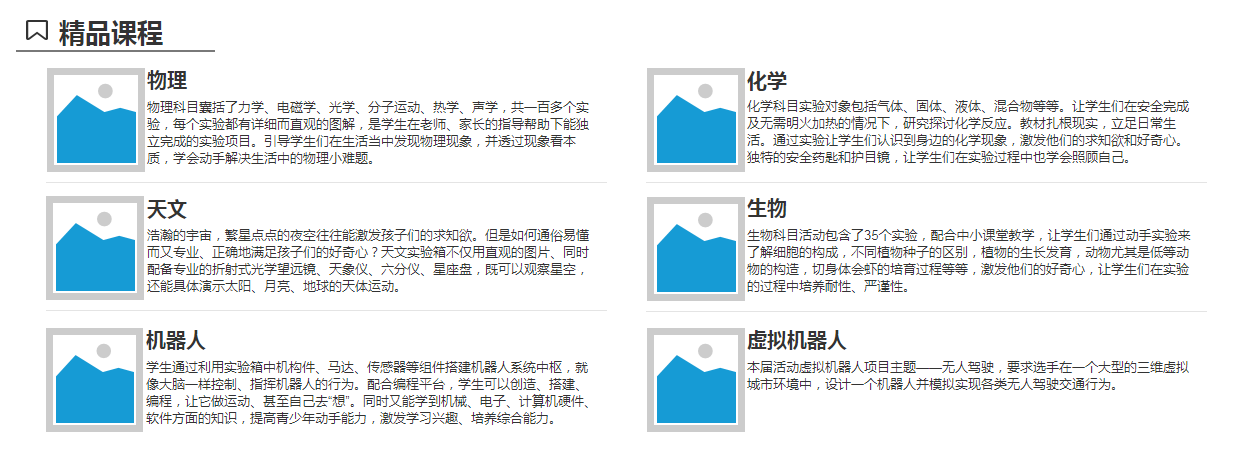 精品课程
物理
物理科目囊括了力学、电磁学、光学、分子运动、热学、声学，共一百多个实
验，每个实验都有详细而直观的图解，是学生在老师、家长的指导帮助下能独
立完成的实验项目。引导学生们在生活当中发现物理现象，并透过现象看本
质，学会动手解决生活中的物理小难题。
化学
化学科目实验对象包括气体、固体、液体、混合物等等。让学生们在安全完成
及无需明火加热的情况下，研究探讨化学反应。教材扎根现实，立足日常生
活。通过实验让学生们认识到身边的化学现象，激发他们的求知欲和好奇心。
独特的安全药匙和护目镜，让学生们在实验过程中也学会照顾自己。
天文
浩瀚的宇宙，繁星点点的夜空往往能激发孩子们的求知欲。但是如何通俗易懂
而又专业、正确地满足孩子们的好奇心？天文实验箱不仅用直观的图片、同时
配备专业的折射式光学望远镜、天象仪、六分仪、星座盘，既可以观察星空，
还能具体演示太阳、月亮、地球的天体运动。
生物
生物科目活动包含了35个实验，配合中小课堂教学，让学生们通过动手实验来
了解细胞的构成，不同植物种子的区别，植物的生长发育，动物尤其是低等动
物的构造，切身体会虾的培育过程等等，激发他们的好奇心，让学生们在实验
的过程中培养耐性、严谨性。
机器人
学生通过利用实验箱中机构件、马达、传感器等组件搭建机器人系统中枢，就
像大脑一样控制、指挥机器人的行为。配合编程平台，学生可以创造、搭建、
编程，让它做运动、甚至自己去“想”。同时又能学到机械、电子、计算机硬件、
软件方面的知识，提高青少年动手能力，激发学习兴趣、培养综合能力。
虚拟机器人
本届活动虚拟机器人项目主题——无人驾驶，要求选手在一个大型的三维虚拟
城市环境中，设计一个机器人并模拟实现各类无人驾驶交通行为。